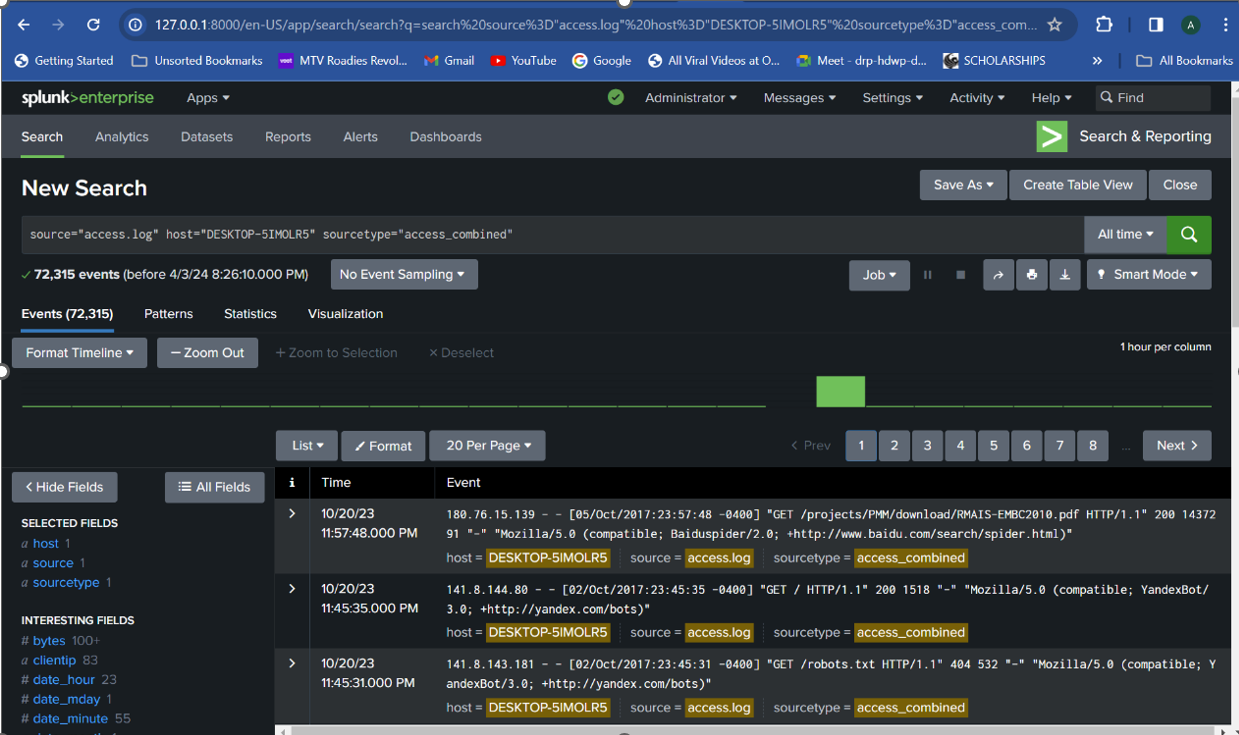 127.0.0.1:8000/en-US/app/search/search?q=search%20source%3D"access.log"%20host%3D"DESKTOP-5IMOLR5"%20sourcetype%3D"access_com... A
Getting Started Unsorted Bookmarks voot MTV Roadies Revol... Gmail YouTube Google All Viral Videos at O... Meet - drp-hdwp-d... SCHOLARSHIPS » All Bookmarks
splunk>enterprise Apps Administrator Messages Settings Activity Help Find
Search Analytics Datasets Reports Alerts Dashboards Search & Reporting
New Search Save As Create Table View Close
source="access.log" host="DESKTOP-5IMOLR5" sourcetype="access_combined" All time
72,315 events (before 4/3/24 8:26:10.000 PM) No Event Sampling Job Smart Mode
Events (72,315) Patterns Statistics Visualization
Format Timeline – Zoom Out + Zoom to Selection × Deselect 1 hour per column
List Format 20 Per Page < Prev 1 2 3 4 5 6 7 8 ... Next >
< Hide Fields All Fields i Time Event
SELECTED FIELDS
a host 1
a source 1
a sourcetype 1
INTERESTING FIELDS
# bytes 100+
a clientip 83
# date_hour 23
# date_mday 1
# date_minute 55
> 10/20/23
11:57:48.000 PM
180.76.15.139 - - [05/Oct/2017:23:57:48 -0400] "GET /projects/PMM/download/RMAIS-EMBC2010.pdf HTTP/1.1" 200 14372
91 "-" "Mozilla/5.0 (compatible; Baiduspider/2.0; +http://www.baidu.com/search/spider.html)"
host = DESKTOP-5IMOLR5 source = access.log sourcetype = access_combined
> 10/20/23
11:45:35.000 PM
141.8.144.80 - - [02/Oct/2017:23:45:35 -0400] "GET / HTTP/1.1" 200 1518 "-" "Mozilla/5.0 (compatible; YandexBot/
3.0; +http://yandex.com/bots)"
host = DESKTOP-5IMOLR5 source = access.log sourcetype = access_combined
> 10/20/23
11:45:31.000 PM
141.8.143.181 - - [02/Oct/2017:23:45:31 -0400] "GET /robots.txt HTTP/1.1" 404 532 "-" "Mozilla/5.0 (compatible; Y
andexBot/3.0; +http://yandex.com/bots)"
host = DESKTOP-5IMOLR5 source = access.log sourcetype = access_combined